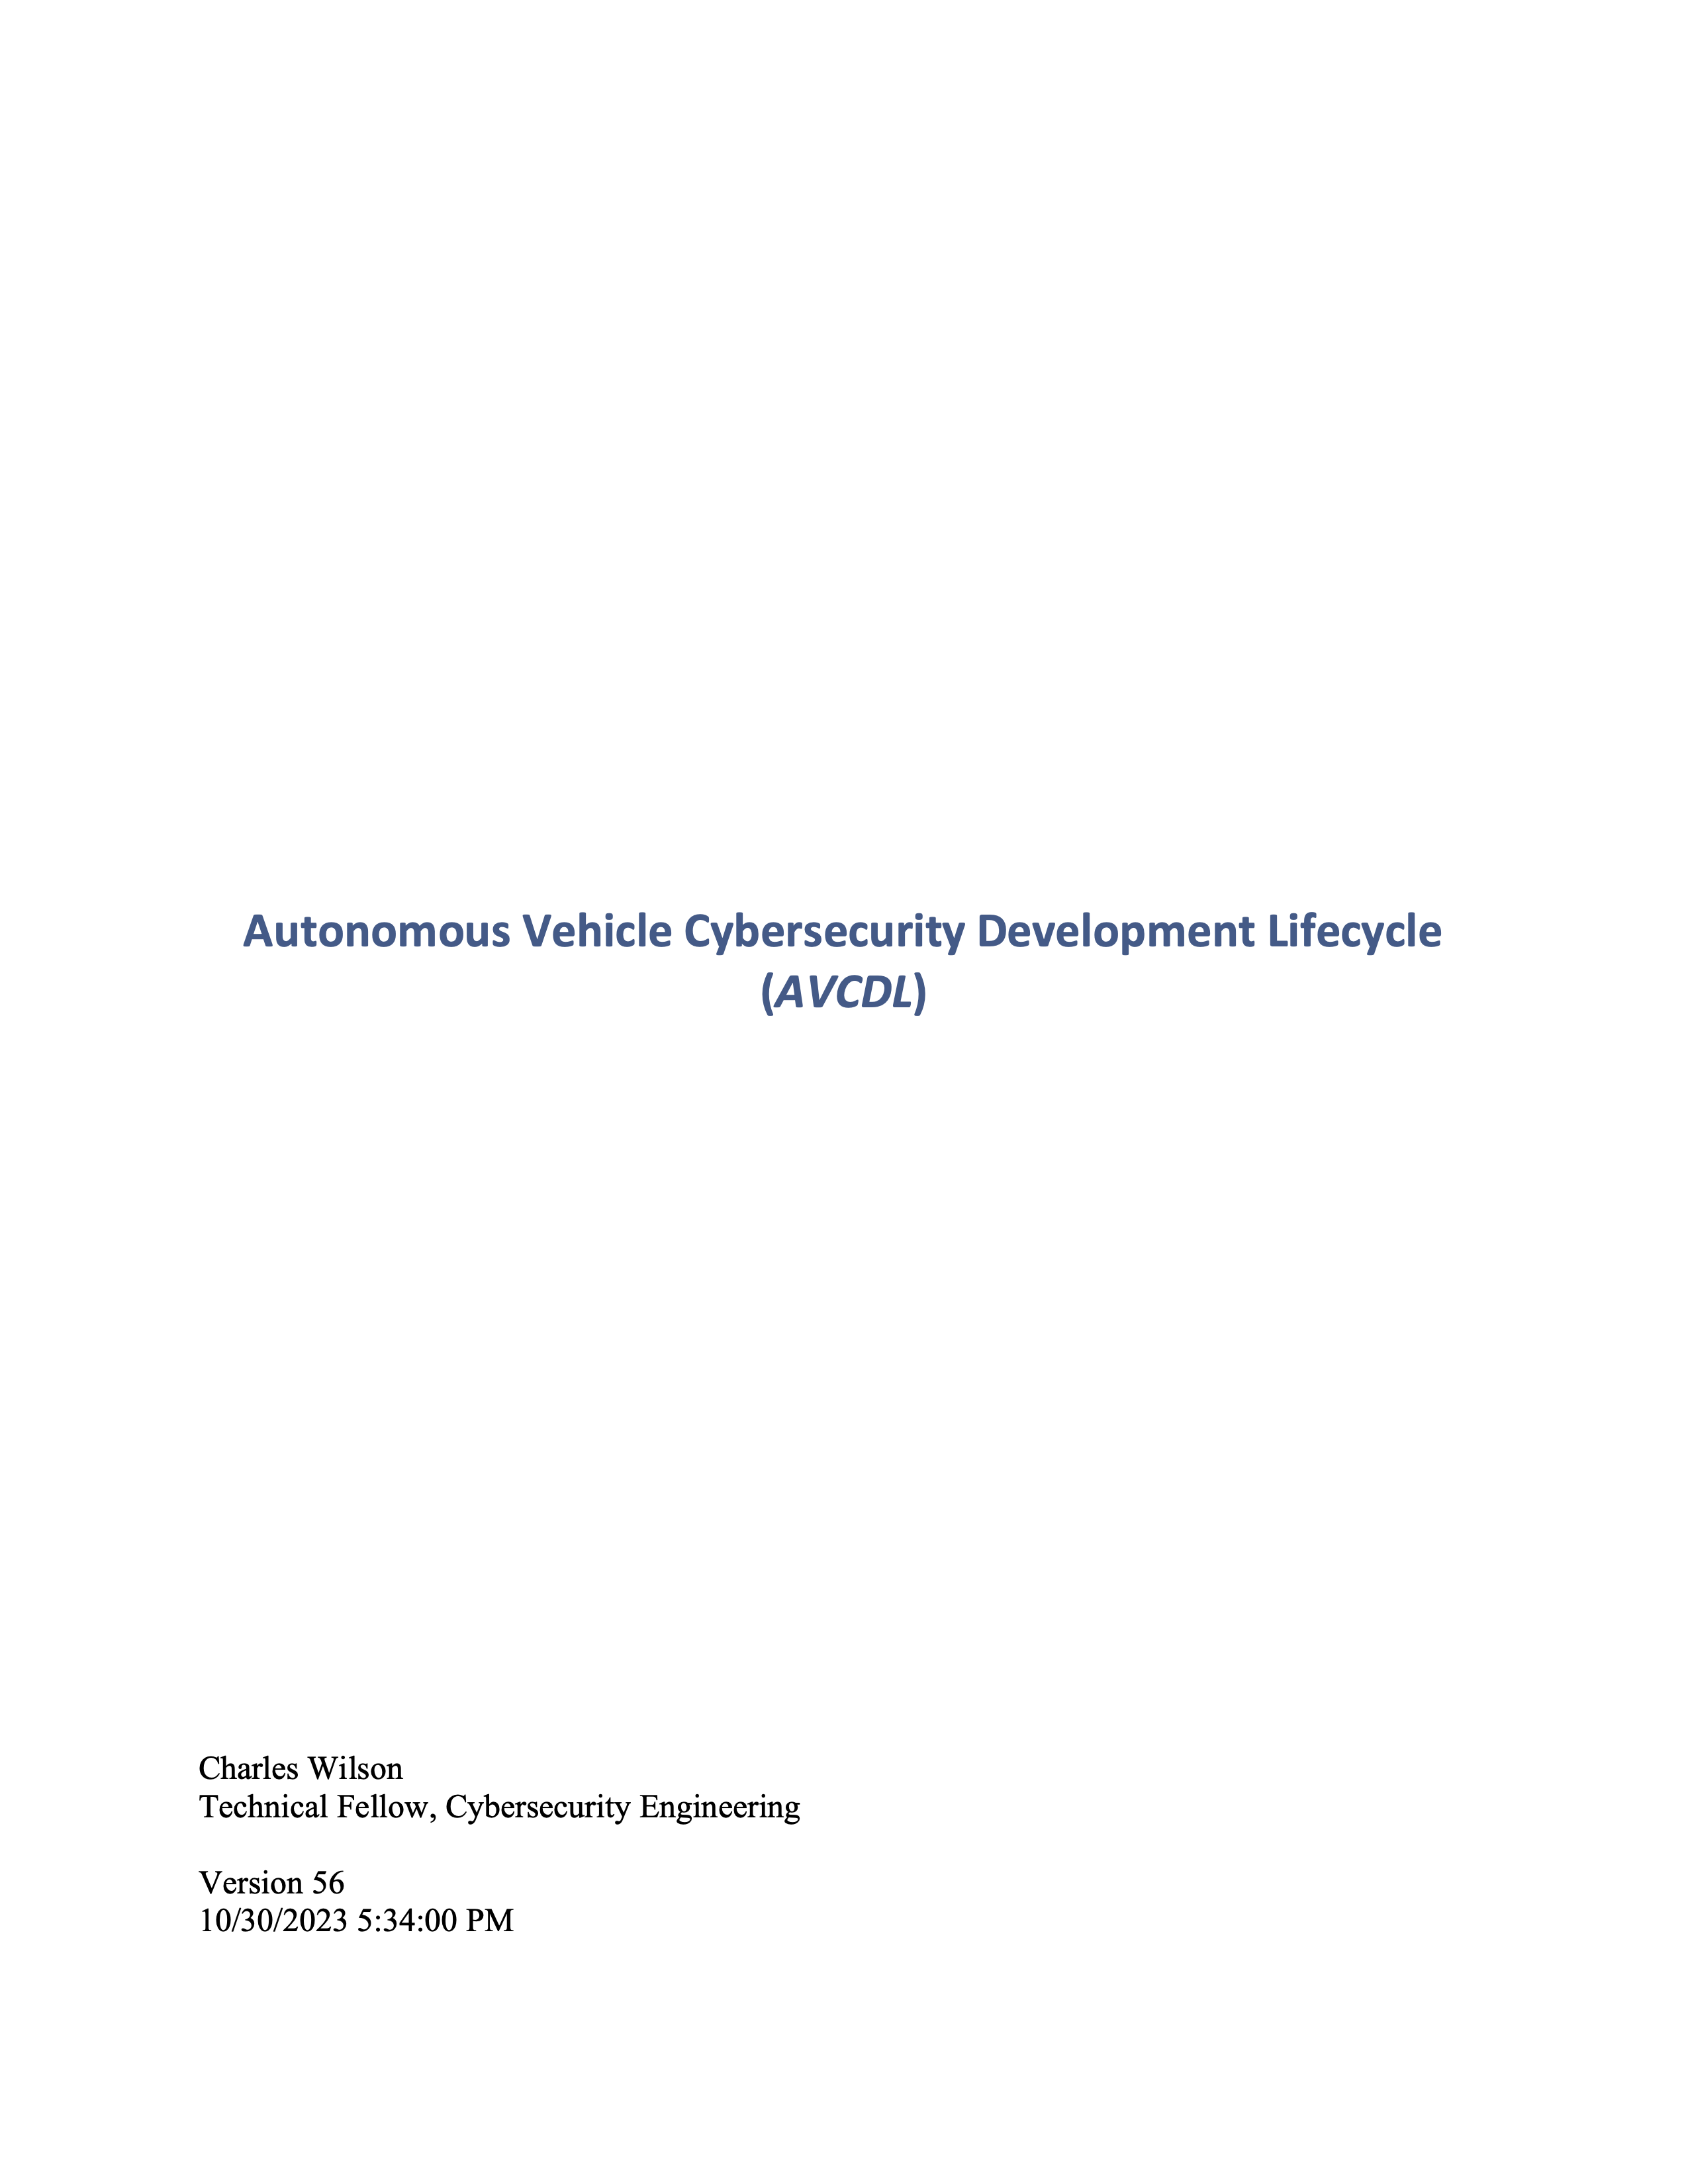 Autonomous Vehicle Cybersecurity Development Lifecycle
(AVCDL)
Charles Wilson
Technical Fellow, Cybersecurity Engineering
Version 56
10/30/2023 5:34:00 PM